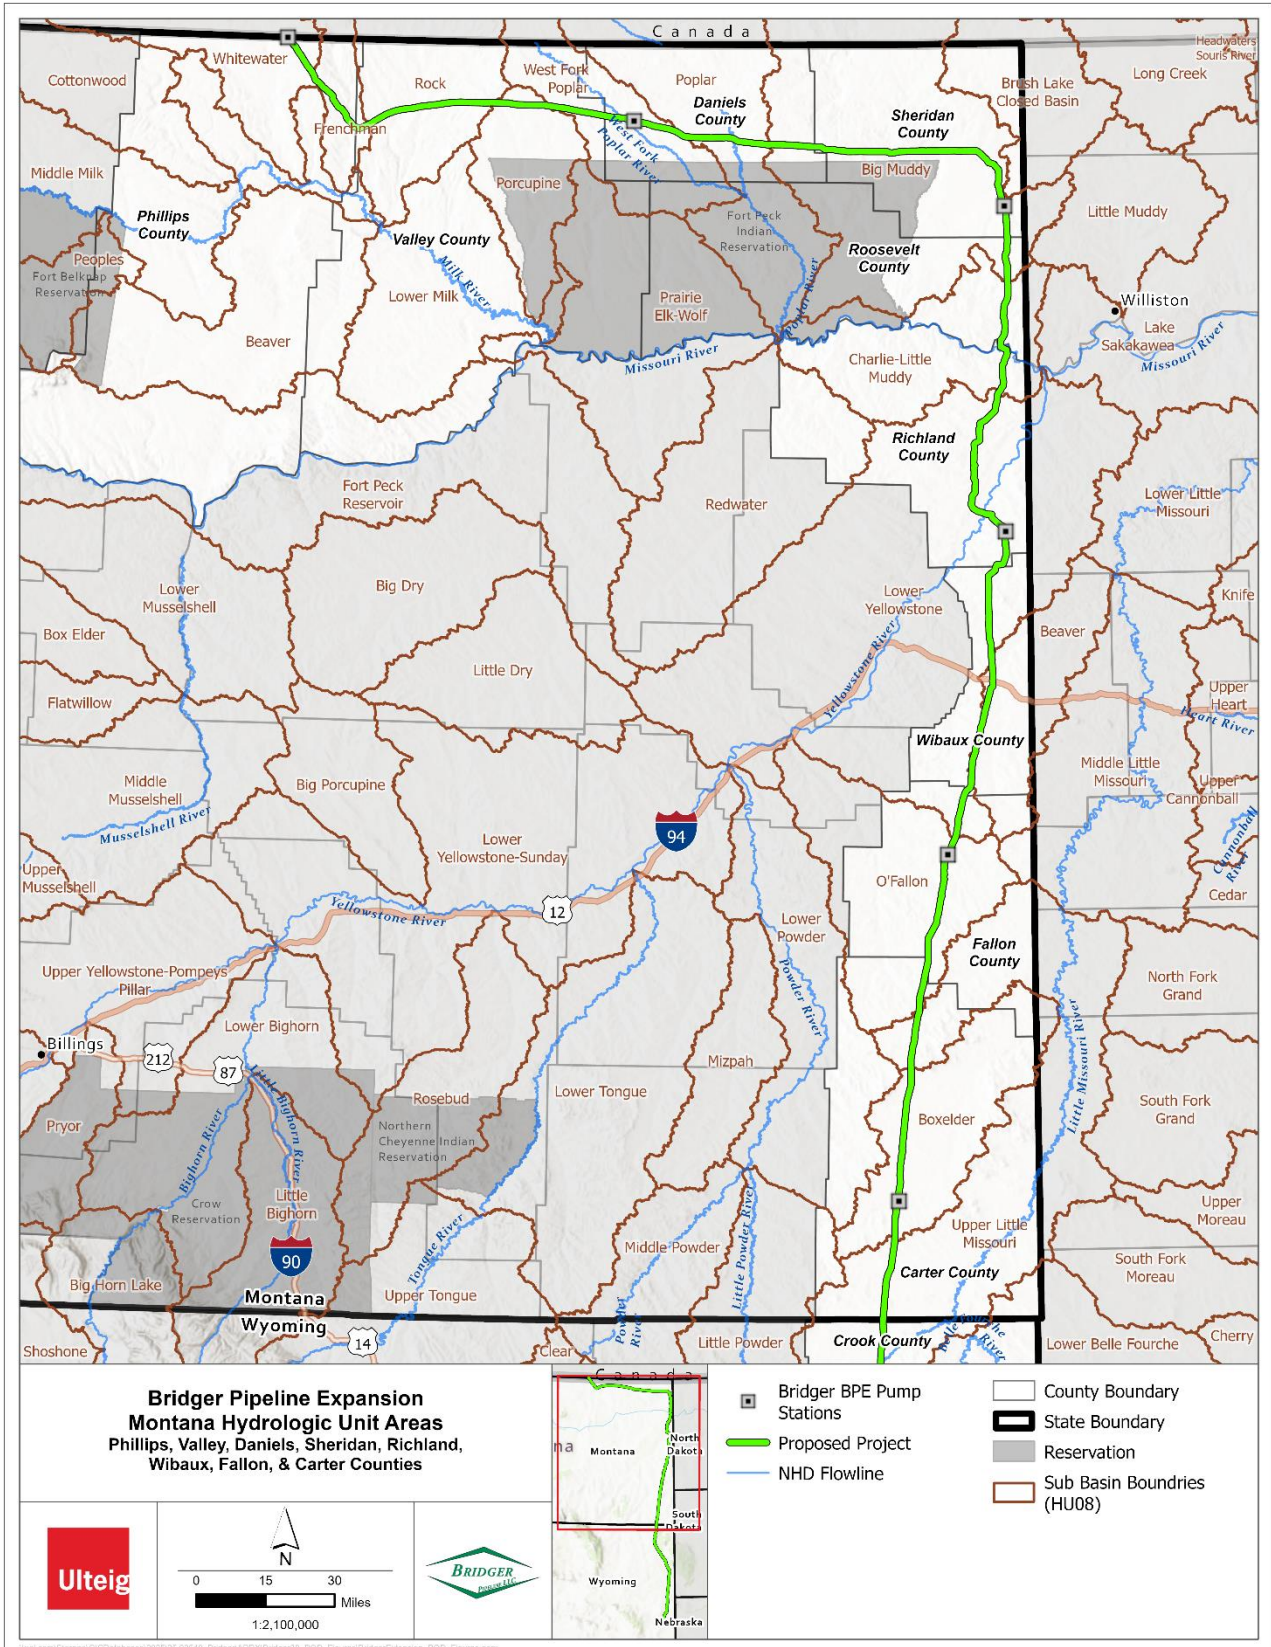 Canada
Headwaters
Souris River
Whitewater
Cottonwood
Rock
West Fork
Poplar
Poplar
Daniels
County
Brush Lake
Closed Basin
Long Creek
Sheridan
County
Frenchman
West Fork
Poplar River
Middle Milk
Porcupine
Big Muddy
Phillips
County
Little Muddy
Valley County
Fort Peck
Indian
Reservation
Roosevelt
County
Peoples
Fort Belknap
Reservation
Milk River
Lower Milk
Prairie
Elk-Wolf
Poplar River
Williston
Lake
Sakakawea
Missouri River
Beaver
Missouri River
Charlie-Little
Muddy
Richland
County
Fort Peck
Reservoir
Redwater
Lower Little
Missouri
Lower
Musselshell
Big Dry
Lower
Yellowstone
Knife
Box Elder
Beaver
Little Dry
Yellowstone River
Flatwillow
Upper
Heart
Heart River
Wibaux County
Middle
Musselshell
Big Porcupine
Middle Little
Missouri
Upper
Cannonball
Musselshell River
94
Lower
Yellowstone-Sunday
Cannonball
River
Upper
Musselshell
O'Fallon
Cedar
Yellowstone River
12
Lower
Powder
Fallon
County
Upper Yellowstone-Pompeys
Pillar
Powder River
North Fork
Grand
Lower Bighorn
Little Missouri River
Billings
212
87
Mizpah
Little Bighorn River
Lower Tongue
Rosebud
Boxelder
South Fork
Grand
Pryor
Northern
Cheyenne Indian
Reservation
Bighorn River
Crow
Reservation
Little
Bighorn
Upper
Moreau
Tongue River
Little Powder River
Middle Powder
Upper Little
Missouri
90
South Fork
Moreau
Big Horn Lake
Carter County
Montana
Upper Tongue
Wyoming
Powder
River
Belle Fourche
River
Shoshone
14
Clear
Little Powder
Crook County
Lower Belle Fourche
Cherry
Bridger Pipeline Expansion
Montana Hydrologic Unit Areas
Phillips, Valley, Daniels, Sheridan, Richland,
Wibaux, Fallon, & Carter Counties
Ulteig
N
0 15 30
Miles
1:2,100,000
BRIDGER
Canada
na
Montana
North
Dakota
South
Dakota
Wyoming
Nebraska
Bridger BPE Pump
Stations
Proposed Project
NHD Flowline
County Boundary
State Boundary
Reservation
Sub Basin Boundries
(HU08)